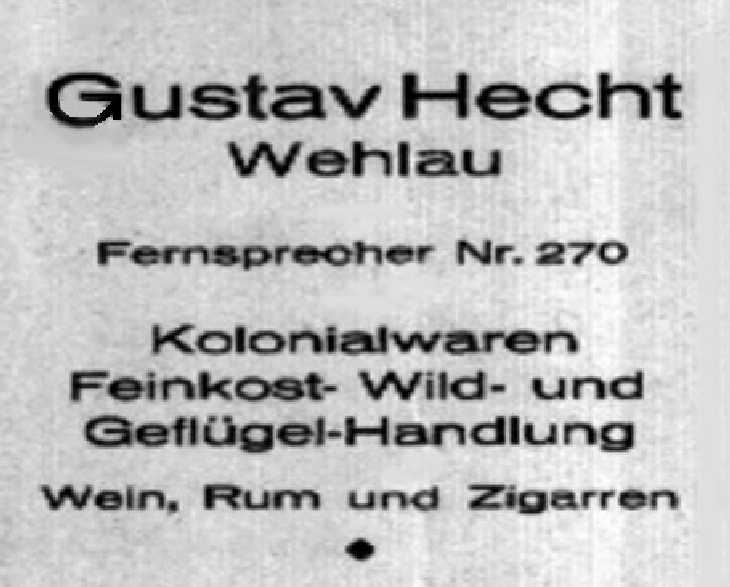 Gustav Hecht
Wehlau
Fernsprecher Nr. 270
Kolonialwaren
Feinkost- Wild- und
Geflügel-Handlung
Wein, Rum und Zigarren